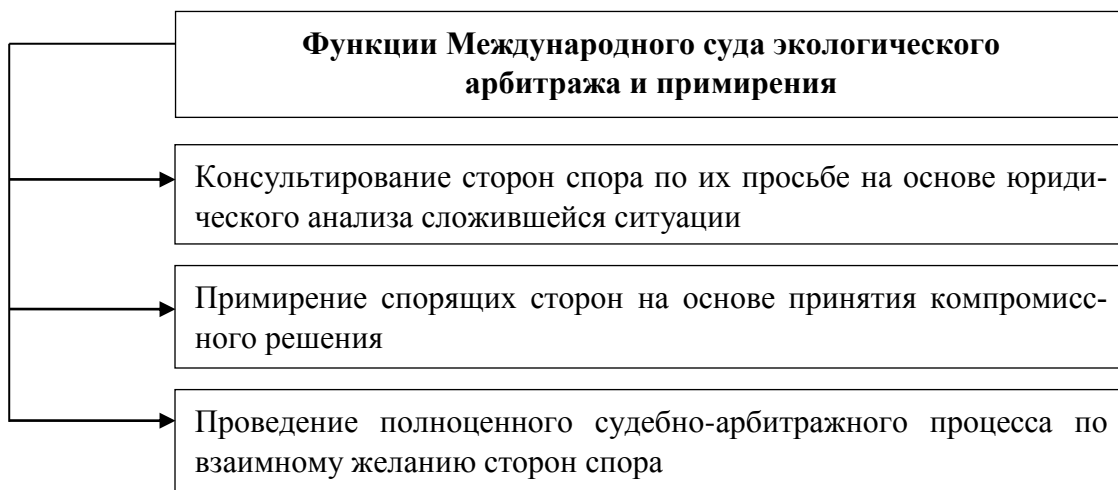 Функции Международного суда экологического
арбитража и примирения
Консультирование сторон спора по их просьбе на основе юриди-
ческого анализа сложившейся ситуации
Примирение спорящих сторон на основе принятия компромисс-
ного решения
Проведение полноценного судебно-арбитражного процесса по
взаимному желанию сторон спора